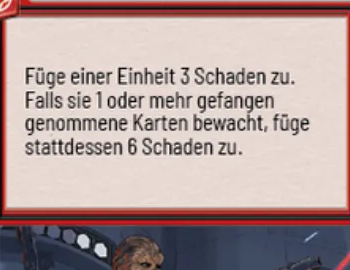 Füge einer Einheit 3 Schaden zu.
Falls sie 1 oder mehr gefangen
genommene Karten bewacht, füge
stattdessen 6 Schaden zu.